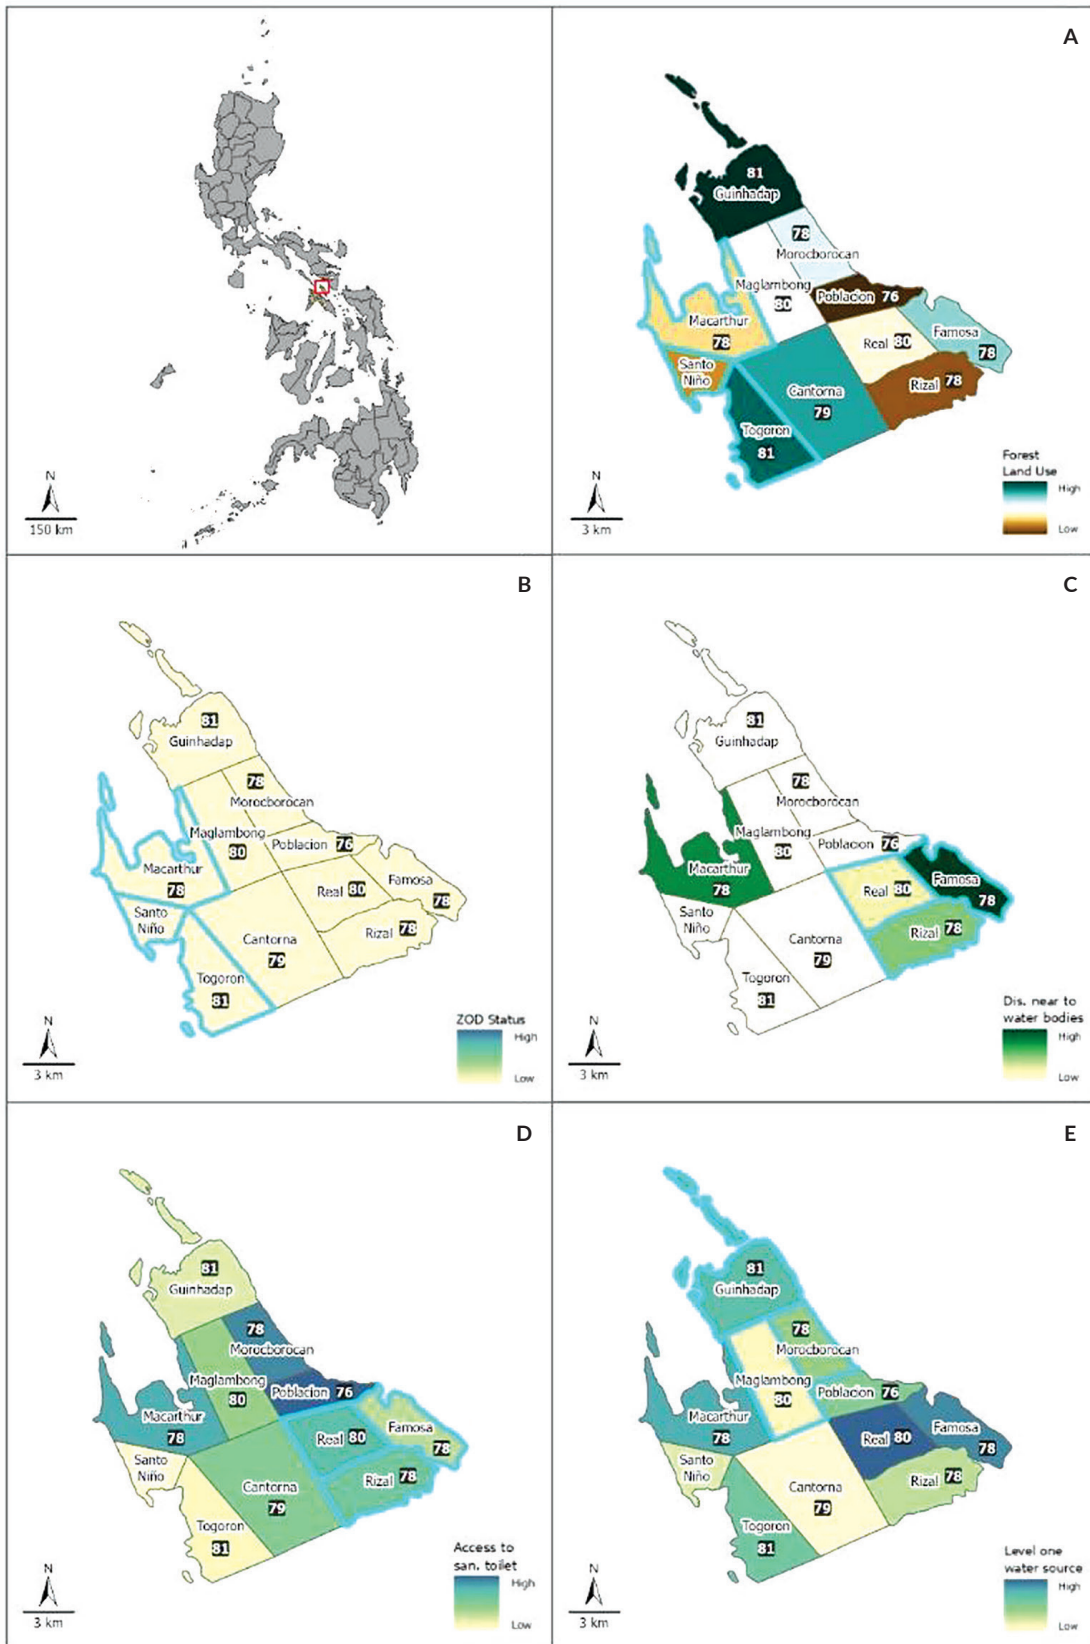 N
150 km
A
81
Guinhadap
78
Morocborocan
Maglambong
80
Poblacion 76
Macarthur
78
Real 80
Famosa
78
Santo
Niño
Rizal 78
Cantorna
79
Togoron
81
Forest
Land Use
High
Low
N
3 km
B
81
Guinhadap
78
Morocborocan
Maglambong
80
Poblacion 76
Macarthur
78
Real 80
Famosa
78
Santo
Niño
Rizal 78
Cantorna
79
Togoron
81
ZOD Status
High
Low
N
3 km
C
81
Guinhadap
78
Morocborocan
Maglambong
80
Poblacion 76
Macarthur
78
Real 80
Famosa
78
Santo
Niño
Rizal 78
Cantorna
79
Togoron
81
Dis. near to
water bodies
High
Low
N
3 km
D
81
Guinhadap
78
Morocborocan
Maglambong
80
Poblacion 76
Macarthur
78
Real 80
Famosa
78
Santo
Niño
Rizal 78
Cantorna
79
Togoron
81
Access to
san. toilet
High
Low
N
3 km
E
81
Guinhadap
78
Morocborocan
Maglambong
80
Poblacion 76
Macarthur
78
Real 80
Famosa
78
Santo
Niño
Rizal 78
Cantorna
79
Togoron
81
Level one
water source
High
Low
N
3 km